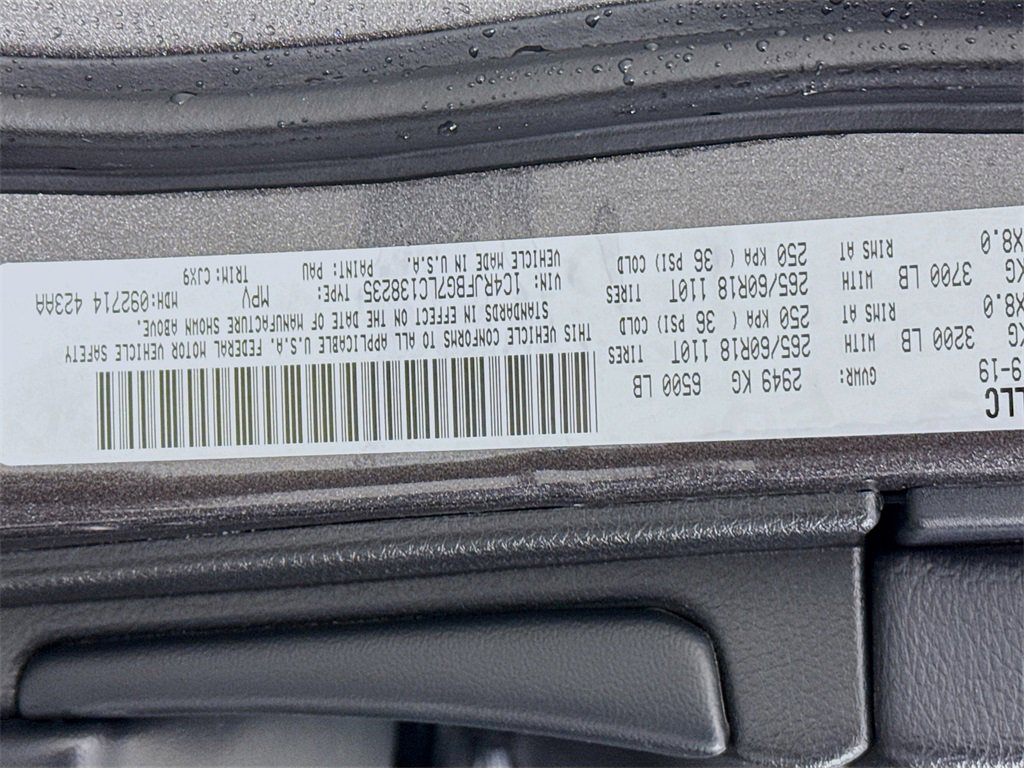 LLC
9-19 GVWR: 2949 KG 6500 LB
KG 3200 LB WITH 265/60R18 110T TIRES
X8.0 RIMS AT 250 KPA ( 36 PSI) COLD
KG 3700 LB WITH 265/60R18 110T TIRES
X8.0 RIMS AT 250 KPA ( 36 PSI) COLD
THIS VEHICLE CONFORMS TO ALL APPLICABLE U.S.A. FEDERAL MOTOR VEHICLE SAFETY
STANDARDS IN EFFECT ON THE DATE OF MANUFACTURE SHOWN ABOVE.
VIN: 1C4RJFBG7LC138235 TYPE: MPV MDH:092714 423AA
VEHICLE MADE IN U.S.A. PAINT: PAU TRIM: CJX9